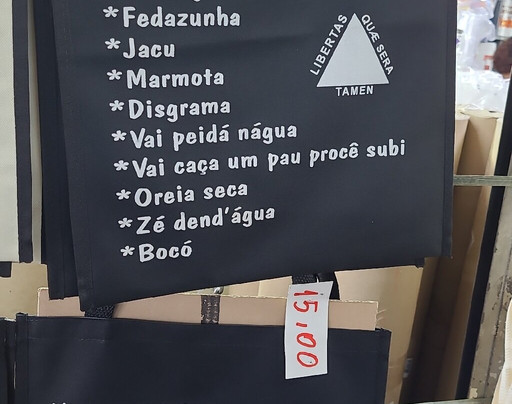 *Fedazunha
*Jacu
*Marmota
*Disgrama
*Vai peidá nágua
*Vai caça um pau procê subi
*Oreia seca
*Zé dend'água
*Bocó
LIBERTAS QUÆ SERA
TAMEN
15,00